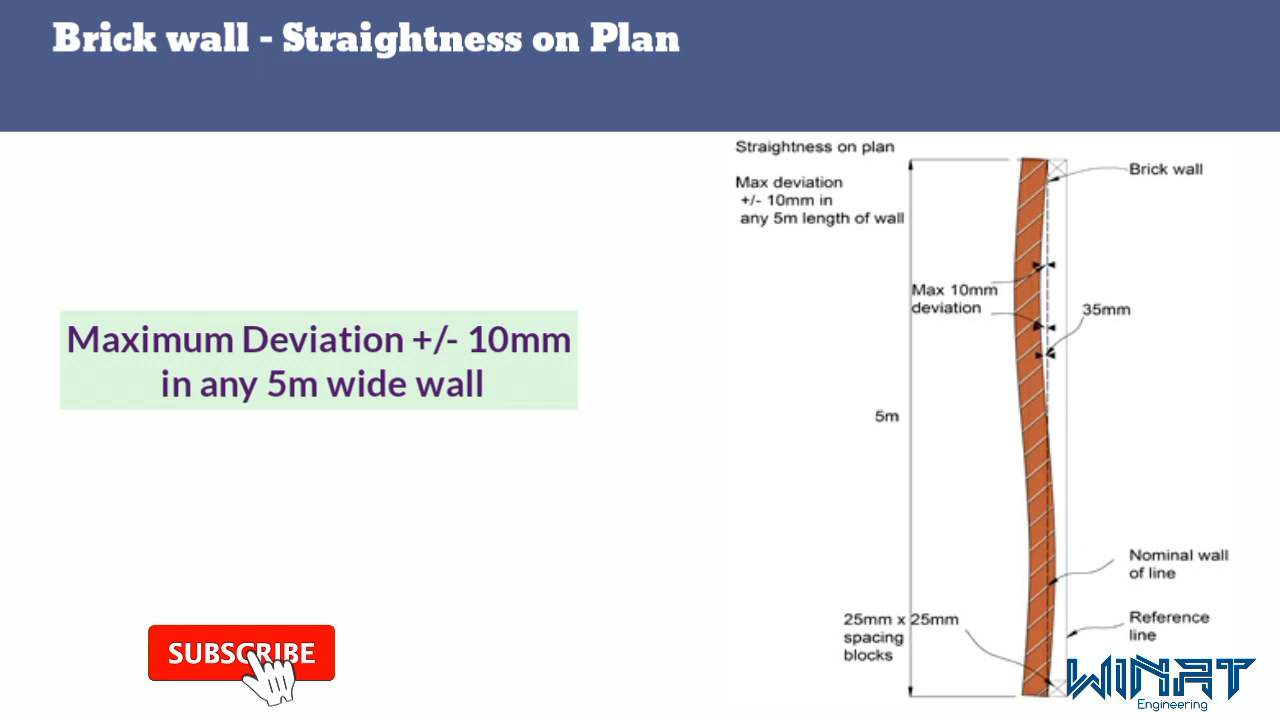 Brick wall - Straightness on Plan
Straightness on plan
Max deviation
+/- 10mm in
any 5m length of wall
Brick wall
Max 10mm
deviation
35mm
Maximum Deviation +/- 10mm
in any 5m wide wall
5m
Nominal wall
of line
25mm x 25mm
spacing
blocks
Reference
line
SUBSCRIBE
WINAT
Engineering